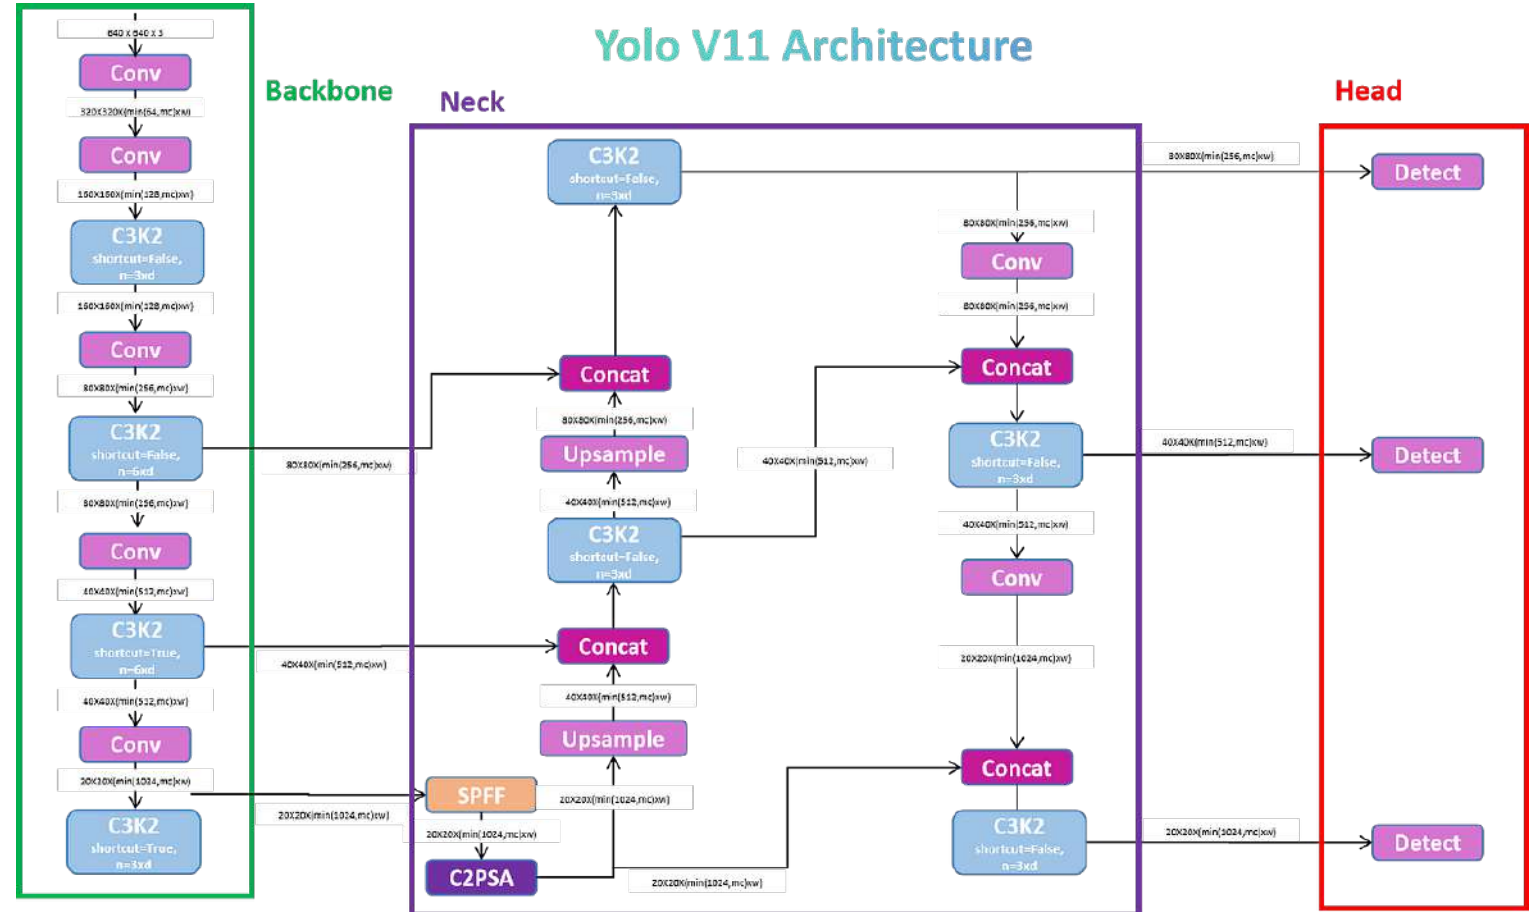 Yolo V11 Architecture
Backbone
640 x 640 x 3
Conv
320X320X(min(64,mc)xw)
Conv
160X160X(min(128,mc)xw)
C3K2
shortcut=False,
n=3xd
160X160X(min(128,mc)xw)
Conv
80X80X(min(256,mc)xw)
C3K2
shortcut=False,
n=6xd
80X80X(min(256,mc)xw)
80X80X(min(256,mc)xw)
Conv
40X40X(min(512,mc)xw)
C3K2
shortcut=True,
n=6xd
40X40X(min(512,mc)xw)
40X40X(min(512,mc)xw)
Conv
20X20X(min(1024,mc)xw)
20X20X(min(1024,mc)xw)
C3K2
shortcut=True,
n=3xd
Neck
C3K2
shortcut=False,
n=3xd
Concat
80X80X(min(256,mc)xw)
Upsample
40X40X(min(512,mc)xw)
C3K2
shortcut=False,
n=3xd
Concat
40X40X(min(512,mc)xw)
Upsample
20X20X(min(1024,mc)xw)
SPFF
20X20X(min(1024,mc)xw)
C2PSA
20X20X(min(1024,mc)xw)
40X40X(min(512,mc)xw)
80X80X(min(256,mc)xw)
Conv
80X80X(min(256,mc)xw)
Concat
C3K2
shortcut=False,
n=3xd
40X40X(min(512,mc)xw)
Conv
20X20X(min(1024,mc)xw)
Concat
C3K2
shortcut=False,
n=3xd
Head
80X80X(min(256,mc)xw)
Detect
40X40X(min(512,mc)xw)
Detect
20X20X(min(1024,mc)xw)
Detect